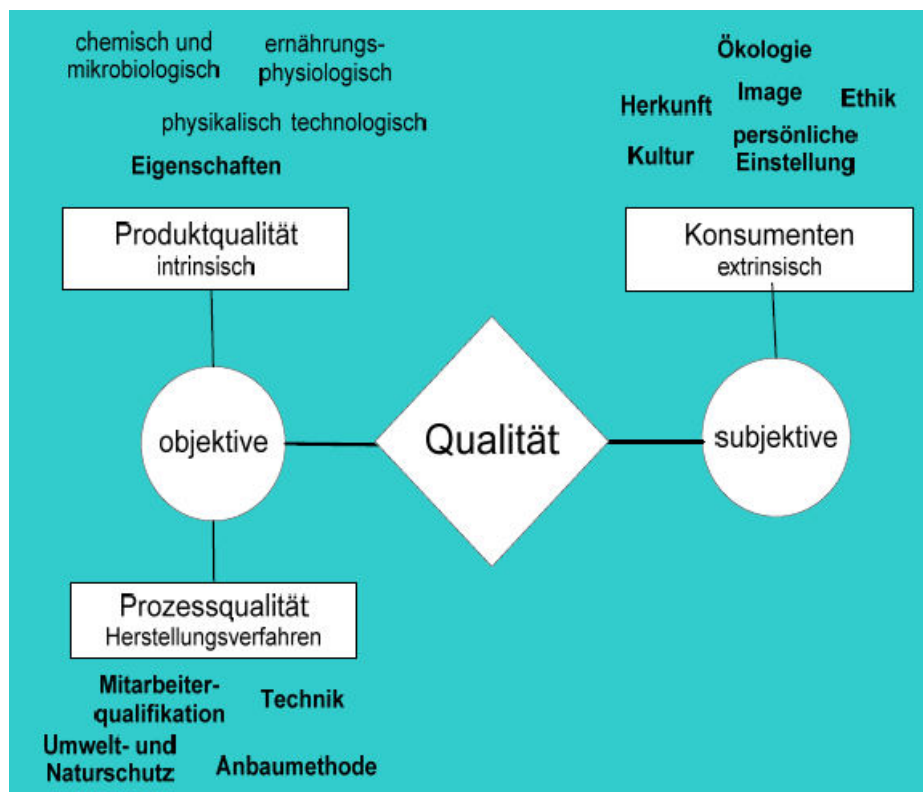 chemisch und
mikrobiologisch
ernährungs-
physiologisch
physikalisch technologisch
Eigenschaften
Produktqualität
intrinsisch
Ökologie
Herkunft
Image
Ethik
Kultur
persönliche
Einstellung
Konsumenten
extrinsisch
objektive
Qualität
subjektive
Prozessqualität
Herstellungsverfahren
Mitarbeiter-
qualifikation
Technik
Umwelt- und
Naturschutz
Anbaumethode